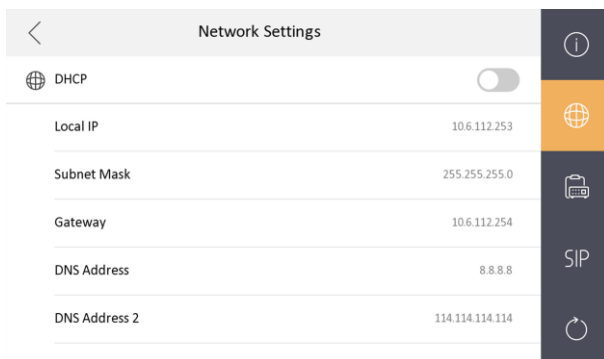 Network Settings
DHCP
Local IP 10.6.112.253
Subnet Mask 255.255.255.0
Gateway 10.6.112.254
DNS Address 8.8.8.8
DNS Address 2 114.114.114.114
SIP